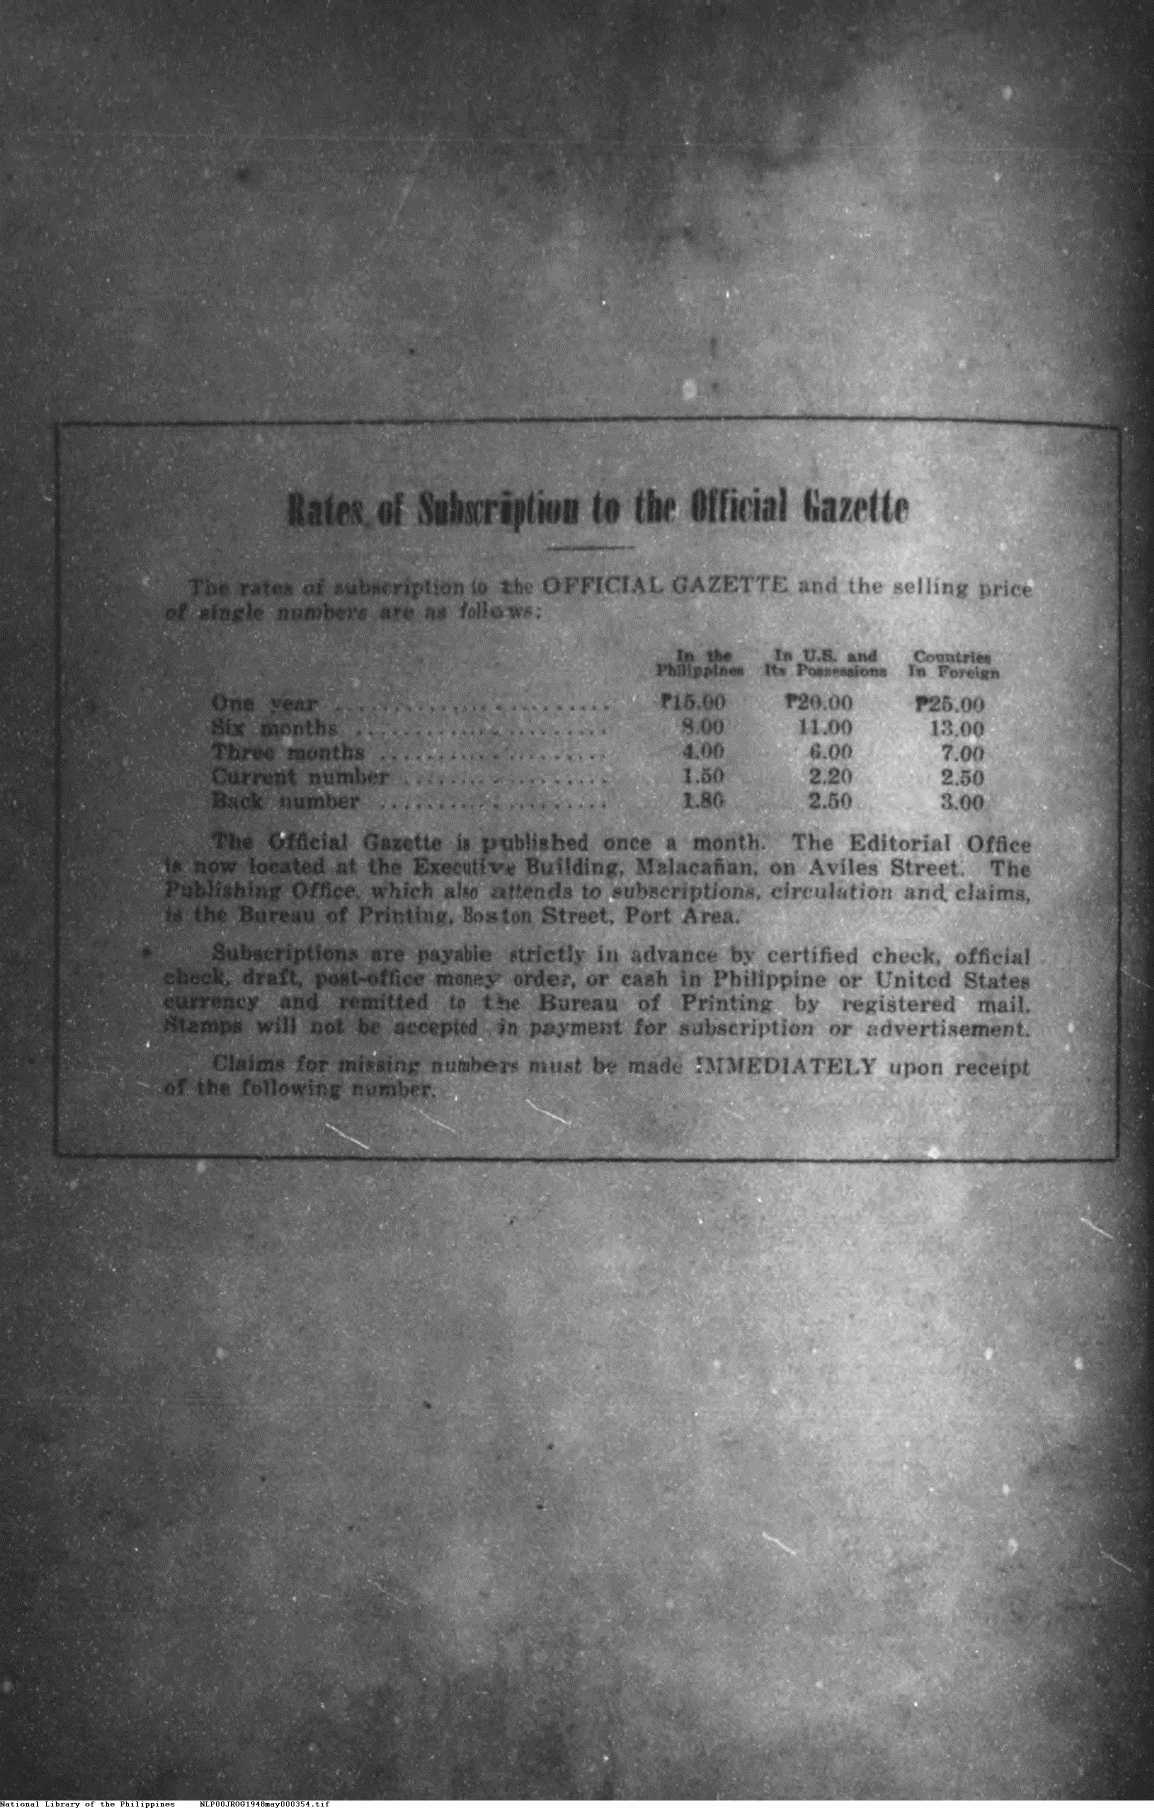 Rates of Subscription to the Official Gazette
The rates of subscription to the OFFICIAL GAZETTE and the selling price
of single numbers are as follows:
In the In U.S. and Countries
Philippines Its Possessions In Foreign
One year ........................ ₱15.00 ₱20.00 ₱25.00
Six months ...................... 8.00 11.00 13.00
Three months .................... 4.00 6.00 7.00
Current number .................. 1.50 2.20 2.50
Back number .................... 1.80 2.50 3.00
The Official Gazette is published once a month. The Editorial Office
is now located at the Executive Building, Malacañan, on Aviles Street. The
Publishing Office, which also attends to subscriptions, circulation and claims,
is the Bureau of Printing, Boston Street, Port Area.
Subscriptions are payable strictly in advance by certified check, official
check, draft, post-office money order, or cash in Philippine or United States
currency and remitted to the Bureau of Printing by registered mail.
Stamps will not be accepted in payment for subscription or advertisement.
Claims for missing numbers must be made IMMEDIATELY upon receipt
of the following number.
National Library of the Philippines NLP00JROG1948may000354.tif